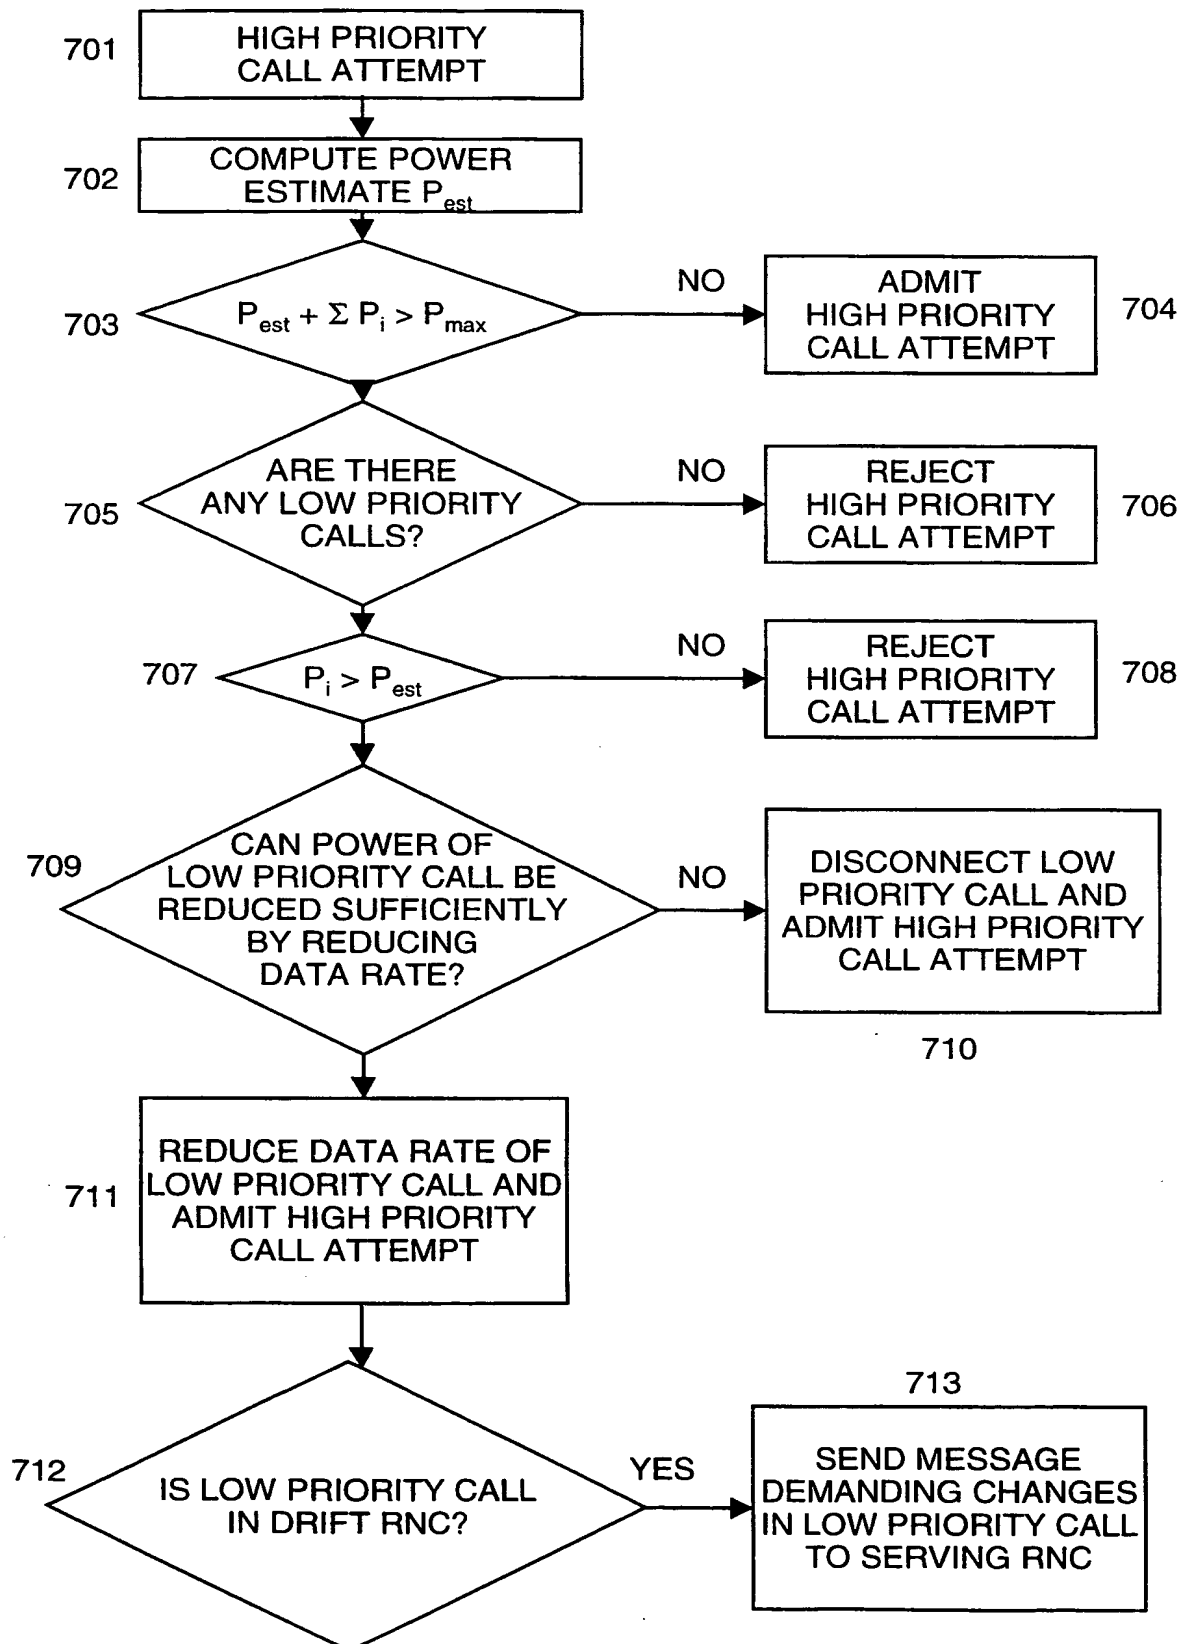 701
HIGH PRIORITY
CALL ATTEMPT
702
COMPUTE POWER
ESTIMATE Pest
703
Pest + Σ Pi > Pmax
NO
ADMIT
HIGH PRIORITY
CALL ATTEMPT
704
705
ARE THERE
ANY LOW PRIORITY
CALLS?
NO
REJECT
HIGH PRIORITY
CALL ATTEMPT
706
707
Pi > Pest
NO
REJECT
HIGH PRIORITY
CALL ATTEMPT
708
709
CAN POWER OF
LOW PRIORITY CALL BE
REDUCED SUFFICIENTLY
BY REDUCING
DATA RATE?
NO
DISCONNECT LOW
PRIORITY CALL AND
ADMIT HIGH PRIORITY
CALL ATTEMPT
710
711
REDUCE DATA RATE OF
LOW PRIORITY CALL AND
ADMIT HIGH PRIORITY
CALL ATTEMPT
712
IS LOW PRIORITY CALL
IN DRIFT RNC?
YES
713
SEND MESSAGE
DEMANDING CHANGES
IN LOW PRIORITY CALL
TO SERVING RNC